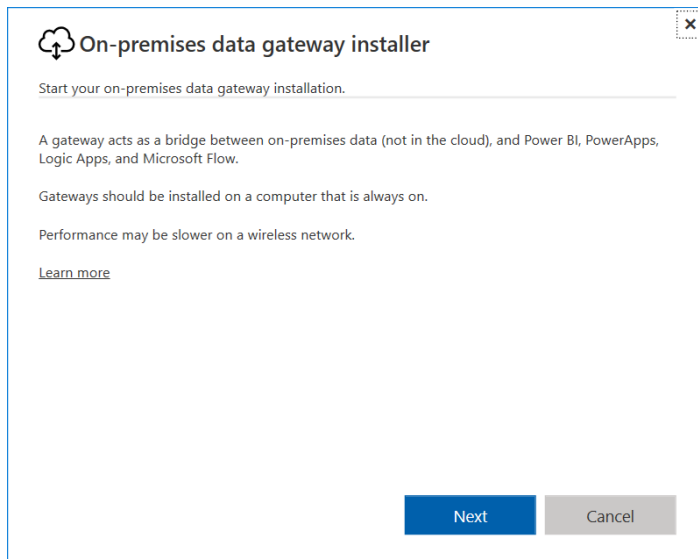 On-premises data gateway installer
Start your on-premises data gateway installation.
A gateway acts as a bridge between on-premises data (not in the cloud), and Power BI, PowerApps,
Logic Apps, and Microsoft Flow.
Gateways should be installed on a computer that is always on.
Performance may be slower on a wireless network.
Learn more
Next Cancel